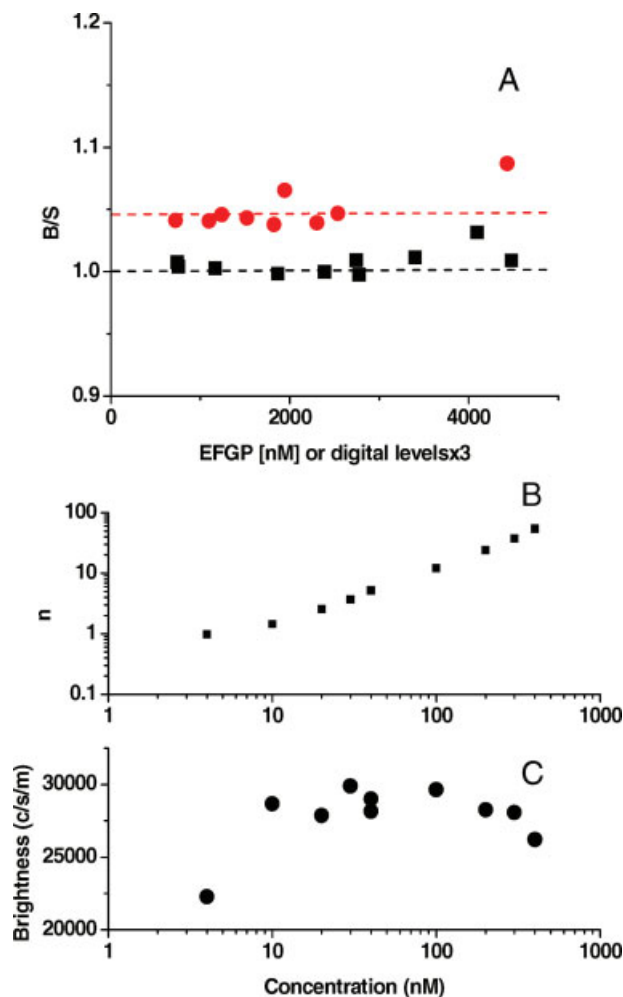 A
1.2
1.1
1.0
0.9
B/S
0 2000 4000
EFGP [nM] or digital levelsx3
B
100
10
1
0.1
n
1 10 100 1000
C
30000
25000
20000
Brightness (c/s/m)
1 10 100 1000
Concentration (nM)